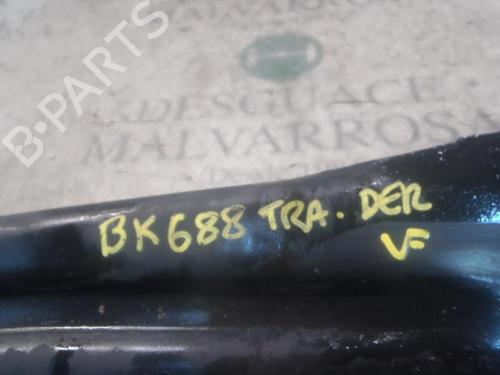 B-PARTS
DESGUACE
MALVARROSA
BK688 TRA. DER
VF